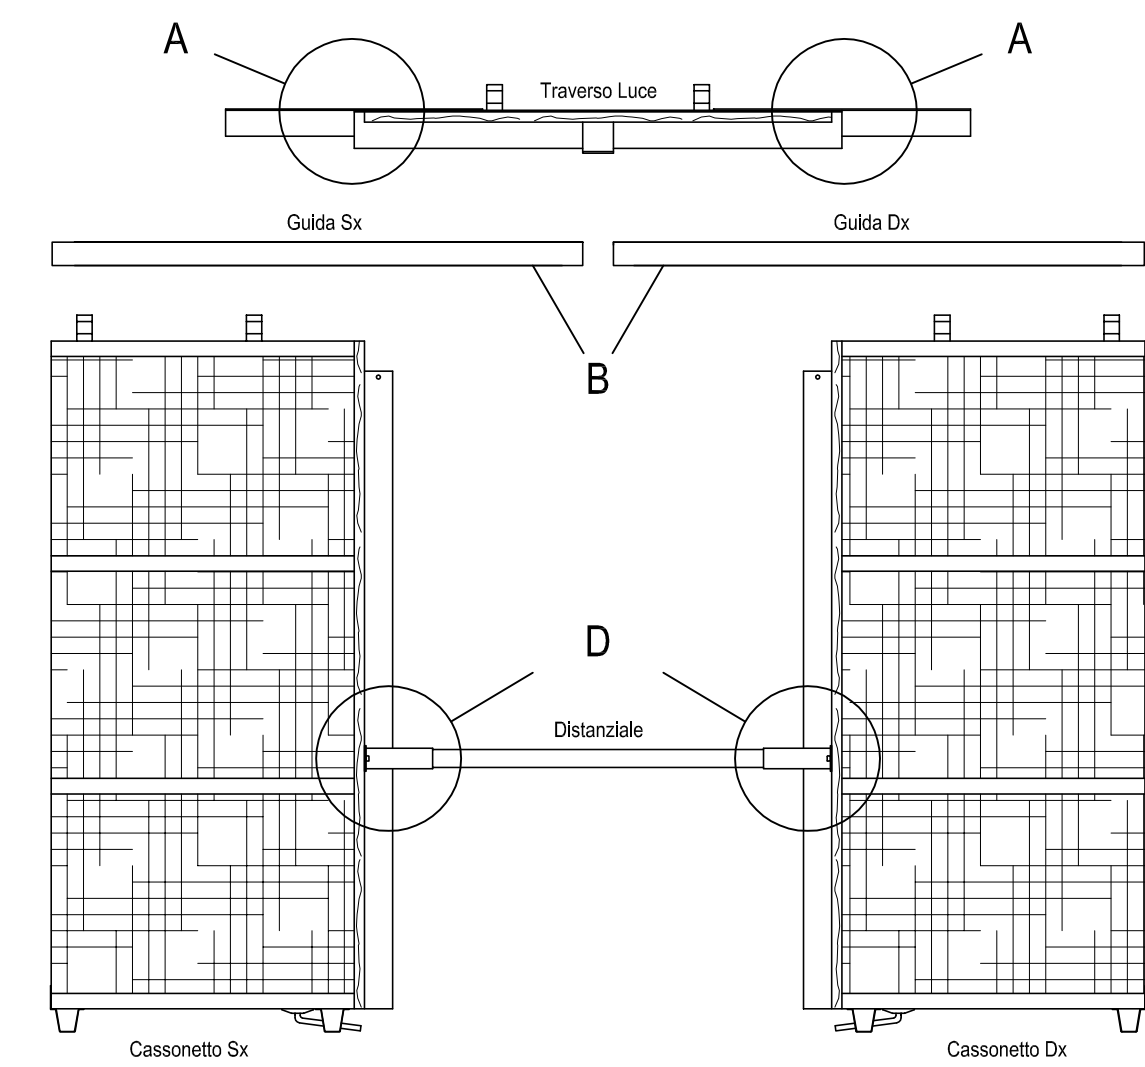 A
A
Traverso Luce
Guida Sx
Guida Dx
B
D
Distanziale
Cassonetto Sx
Cassonetto Dx